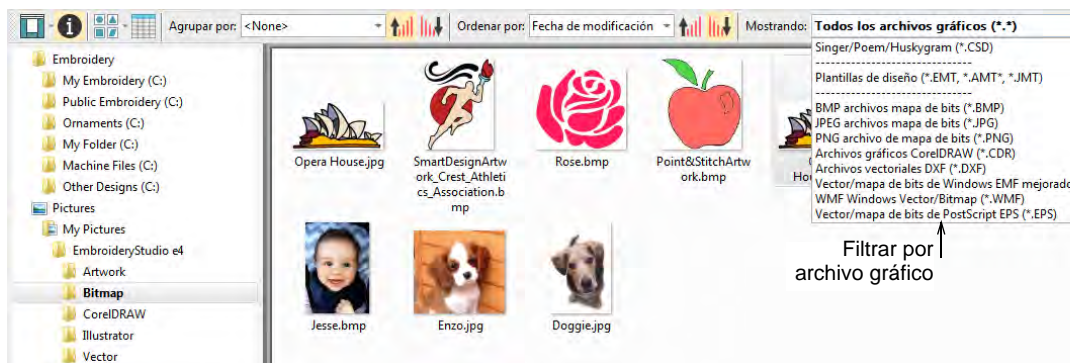 Agrupar por: <None>
Ordenar por: Fecha de modificación
Mostrando: Todos los archivos gráficos (*.*)
Embroidery
My Embroidery (C:)
Public Embroidery (C:)
Ornaments (C:)
My Folder (C:)
Machine Files (C:)
Other Designs (C:)
Pictures
My Pictures
EmbroideryStudio e4
Artwork
Bitmap
CorelDRAW
Illustrator
Vector
Opera House.jpg
SmartDesignArtw
ork_Crest_Athleti
cs_Association.b
mp
Rose.bmp
Point&StitchArtw
ork.bmp
Hou
Jesse.bmp
Enzo.jpg
Doggie.jpg
Singer/Poem/Huskygram (*.CSD)
------------------------------
Plantillas de diseño (*.EMT, *.AMT*, *.JMT)
------------------------------
BMP archivos mapa de bits (*.BMP)
JPEG archivos mapa de bits (*.JPG)
PNG archivo de mapa de bits (*.PNG)
Archivos gráficos CorelDRAW (*.CDR)
Archivos vectoriales DXF (*.DXF)
Vector/mapa de bits de Windows EMF mejorado
WMF Windows Vector/Bitmap (*.WMF)
Vector/mapa de bits de PostScript EPS (*.EPS)
Filtrar por
archivo gráfico